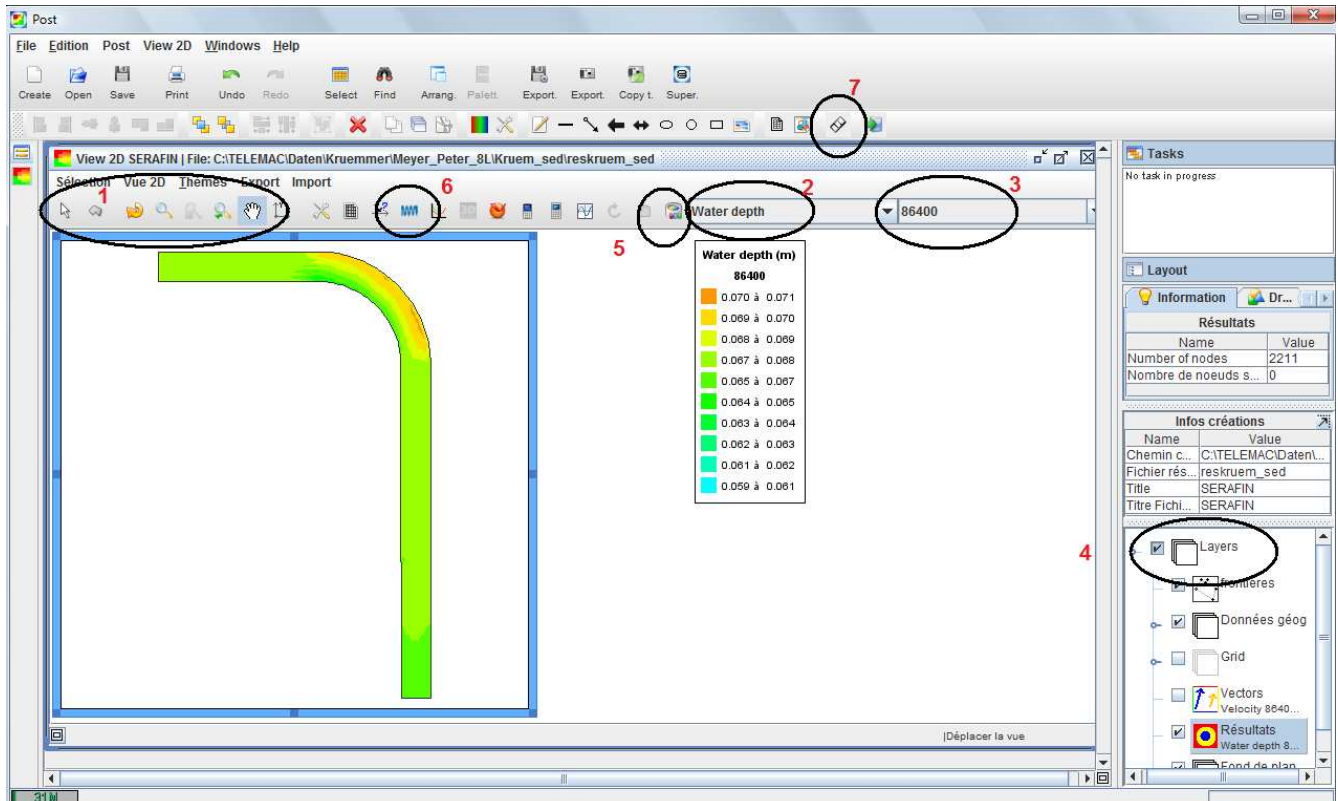 Post
File Edition Post View 2D Windows Help
Create Open Save Print Undo Redo Select Find Arrang. Palett. Export. Export. Copy t. Super.
7
View 2D SERAFIN | File: C:\TELEMAC\Daten\Kruemmer\Meyer_Peter_8L\Kruem_sed\reskruem_sed
Sélection Vue 2D Thèmes Export Import
1
6
2
3
Water depth
86400
5
Water depth (m)
86400
0.070 à 0.071
0.069 à 0.070
0.068 à 0.069
0.067 à 0.068
0.065 à 0.067
0.064 à 0.065
0.063 à 0.064
0.062 à 0.063
0.061 à 0.062
0.059 à 0.061
4
|Déplacer la vue
Tasks
No task in progress
Layout
Information Dr...
Résultats
Name Value
Number of nodes 2211
Nombre de noeuds s... 0
Infos créations
Name Value
Chemin c... C:\TELEMAC\Daten\...
Fichier rés... reskruem_sed
Title SERAFIN
Titre Fichi... SERAFIN
Layers
frontières
Données géog
Grid
Vectors
Velocity 8640...
Résultats
Water depth 8...
Fond de plan
31M